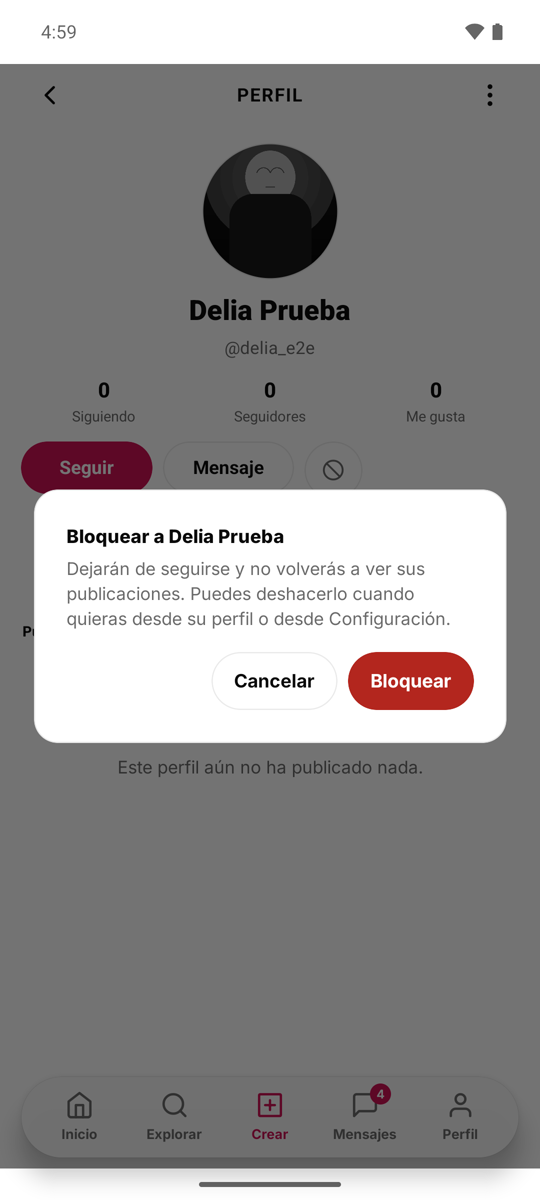 4:59
PERFIL
Delia Prueba
@delia_e2e
0 0 0
Siguiendo Seguidores Me gusta
Seguir Mensaje
Bloquear a Delia Prueba
Dejarán de seguirse y no volverás a ver sus
publicaciones. Puedes deshacerlo cuando
quieras desde su perfil o desde Configuración.
Cancelar Bloquear
Este perfil aún no ha publicado nada.
4
Inicio Explorar Crear Mensajes Perfil